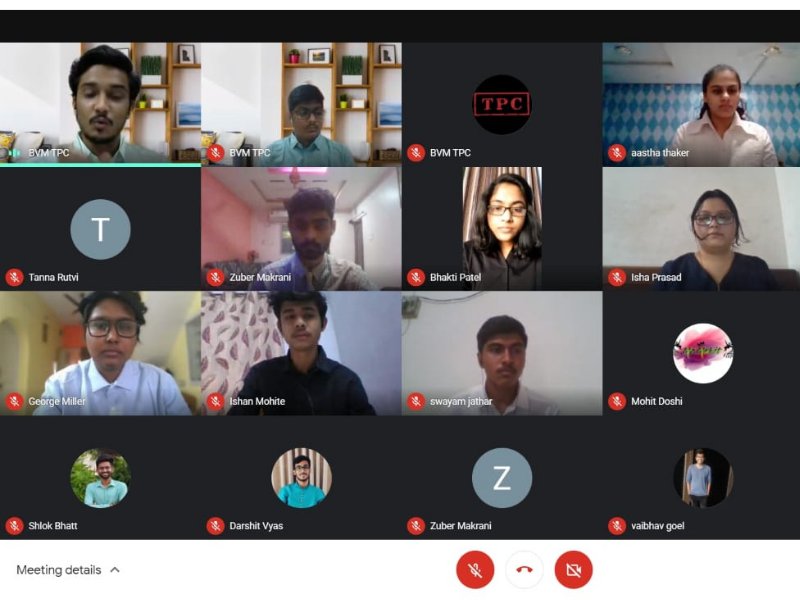 BVM TPC
BVM TPC
TPC
BVM TPC
aastha thaker
T
Tanna Rutvi
Zuber Makrani
Bhakti Patel
Isha Prasad
George Miller
Ishan Mohite
swayam jathar
Mohit Doshi
Shlok Bhatt
Darshit Vyas
Z
Zuber Makrani
vaibhav goel
Meeting details